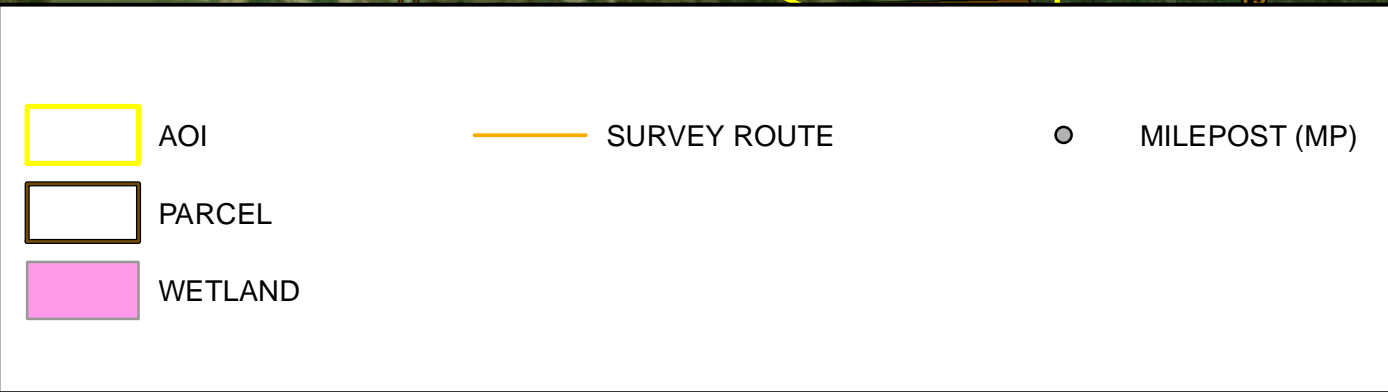 AOI
SURVEY ROUTE
MILEPOST (MP)
PARCEL
WETLAND